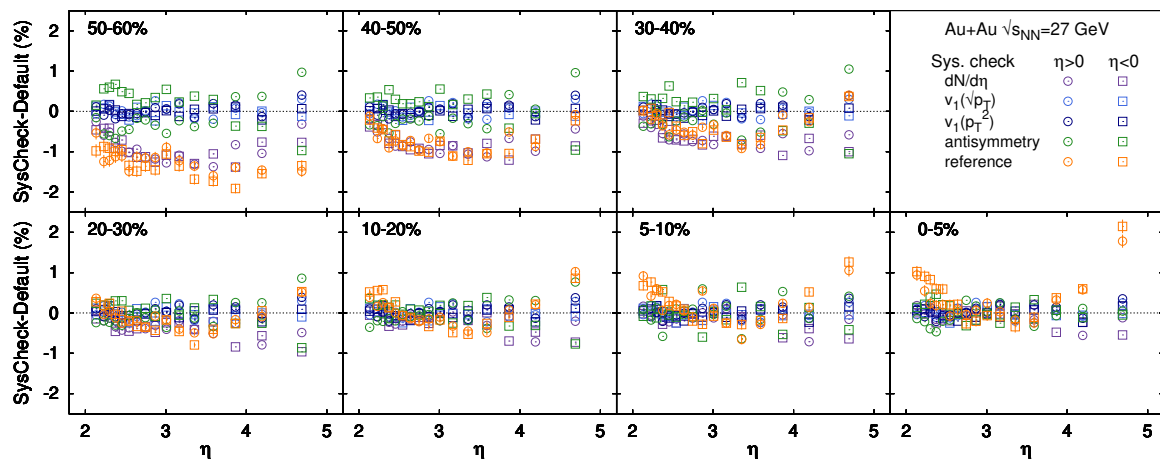 50-60%
40-50%
30-40%
Au+Au √sNN=27 GeV
Sys. check η>0 η<0
dN/dη
v1(√pT)
v1(pT2)
antisymmetry
reference
SysCheck-Default (%)
2
1
0
-1
-2
20-30%
10-20%
5-10%
0-5%
SysCheck-Default (%)
2
1
0
-1
-2
2 3 4 5 2 3 4 5 2 3 4 5 2 3 4 5
η η η η